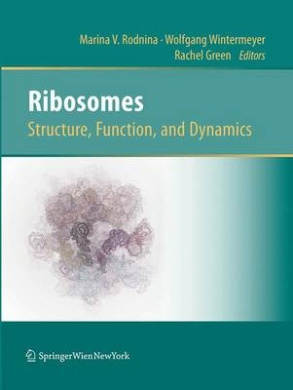 Marina V. Rodnina · Wolfgang Wintermeyer
Rachel Green Editors
Ribosomes
Structure, Function, and Dynamics
SpringerWienNewYork